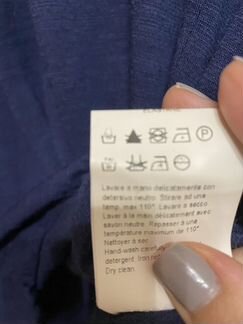 ELASTANE
P
Lavare a mano delicatamente con
detersivo neutro. Stirare ad una
temp. max 110°. Lavare a secco
Laver à la main délicatement avec
savon neutre. Repasser à une
température maximum de 110°
Nettoyer à sec
Hand-wash carefully
detergent. Iron
Dry clean.